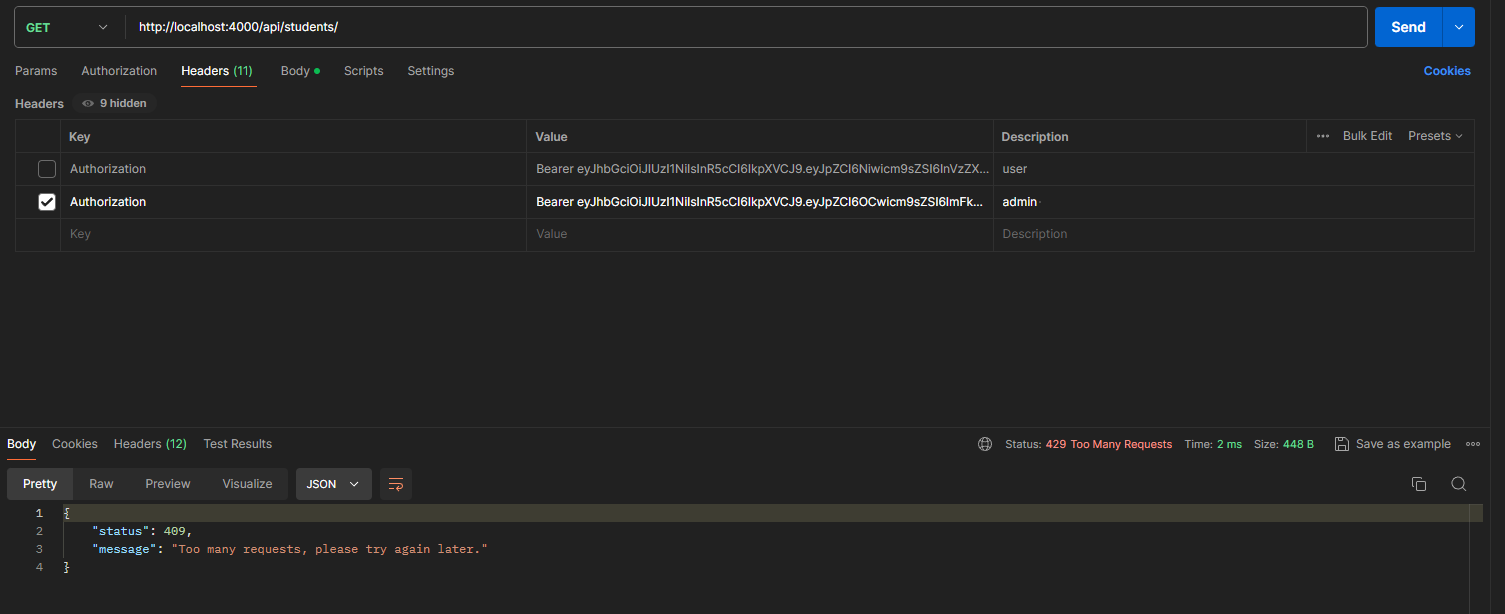 GET http://localhost:4000/api/students/ Send
Params Authorization Headers (11) Body Scripts Settings Cookies
Headers 9 hidden
Key Value Description ••• Bulk Edit Presets
Authorization Bearer eyJhbGciOiJIUzI1NiIsInR5cCI6IkpXVCJ9.eyJpZCI6Niwicm9sZSI6InVzZX... user
Authorization Bearer eyJhbGciOiJIUzI1NiIsInR5cCI6IkpXVCJ9.eyJpZCI6OCwicm9sZSI6ImFk... admin
Key Value Description
Body Cookies Headers (12) Test Results Status: 429 Too Many Requests Time: 2 ms Size: 448 B Save as example
Pretty Raw Preview Visualize JSON
1 {
2 "status": 409,
3 "message": "Too many requests, please try again later."
4 }